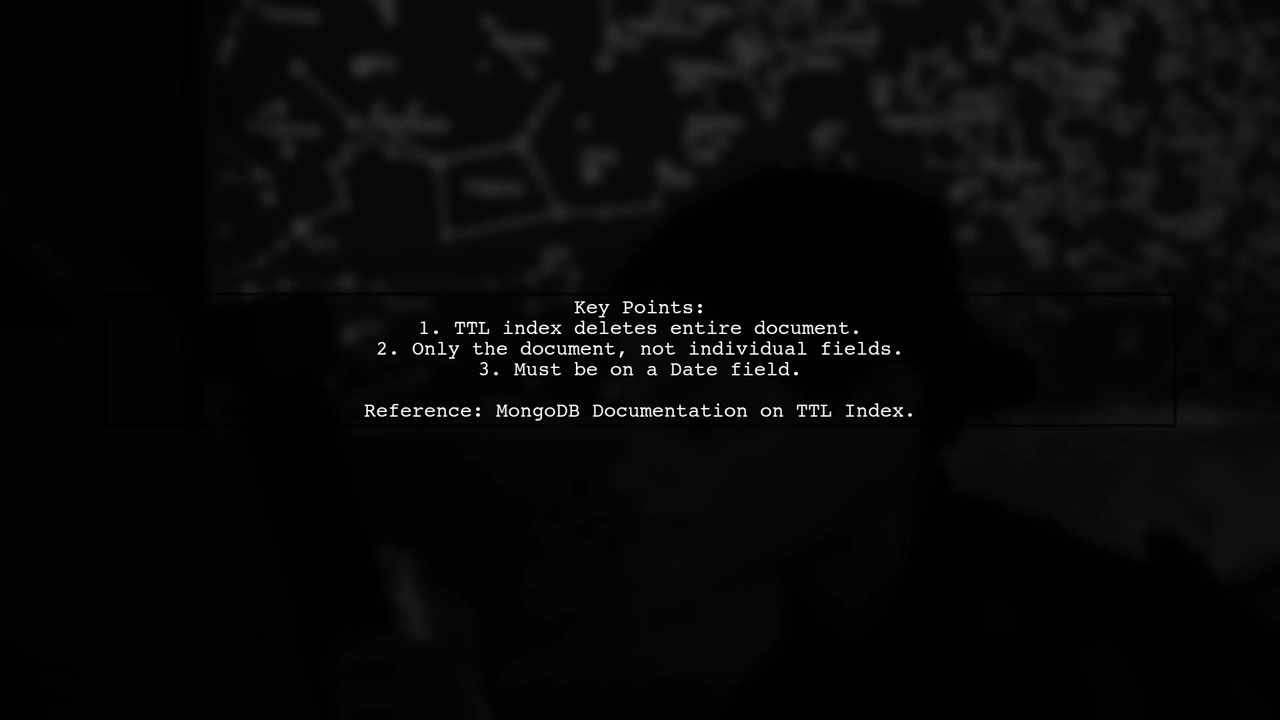 Key Points:
1. TTL index deletes entire document.
2. Only the document, not individual fields.
3. Must be on a Date field.
Reference: MongoDB Documentation on TTL Index.